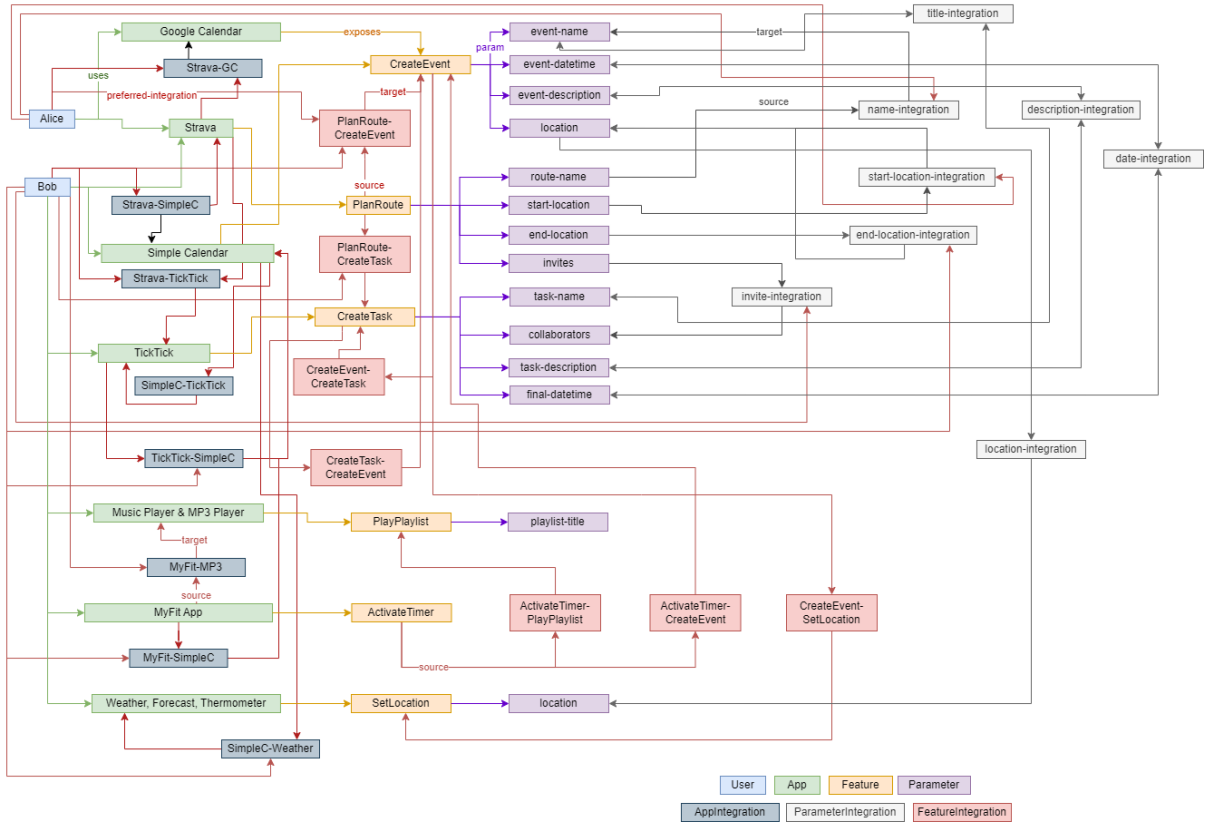 title-integration
Google Calendar
exposes
event-name
target
param
CreateEvent
event-datetime
Strava-GC
uses
preferred-integration
target
event-description
source
name-integration
description-integration
Alice
Strava
PlanRoute-
CreateEvent
location
date-integration
Bob
source
route-name
start-location-integration
Strava-SimpleC
PlanRoute
start-location
end-location
end-location-integration
Simple Calendar
PlanRoute-
CreateTask
invites
Strava-TickTick
task-name
invite-integration
CreateTask
collaborators
TickTick
task-description
CreateEvent-
CreateTask
SimpleC-TickTick
final-datetime
TickTick-SimpleC
CreateTask-
CreateEvent
location-integration
Music Player & MP3 Player
PlayPlaylist
playlist-title
target
MyFit-MP3
source
MyFit App
ActivateTimer
ActivateTimer-
PlayPlaylist
ActivateTimer-
CreateEvent
CreateEvent-
SetLocation
MyFit-SimpleC
source
Weather, Forecast, Thermometer
SetLocation
location
SimpleC-Weather
User
App
Feature
Parameter
AppIntegration
ParameterIntegration
FeatureIntegration